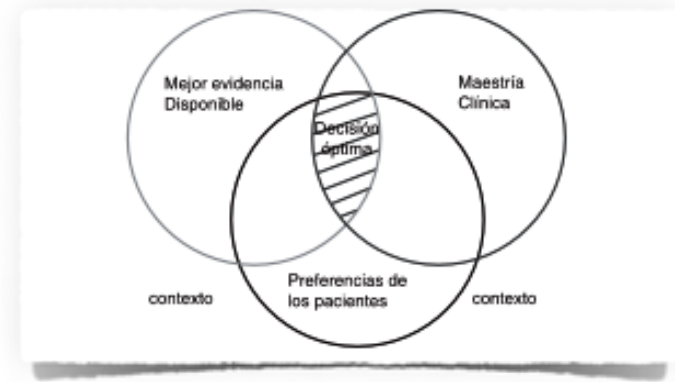 Mejor evidencia
Disponible
Maestría
Clínica
Decisión
óptima
Preferencias de
los pacientes
contexto
contexto